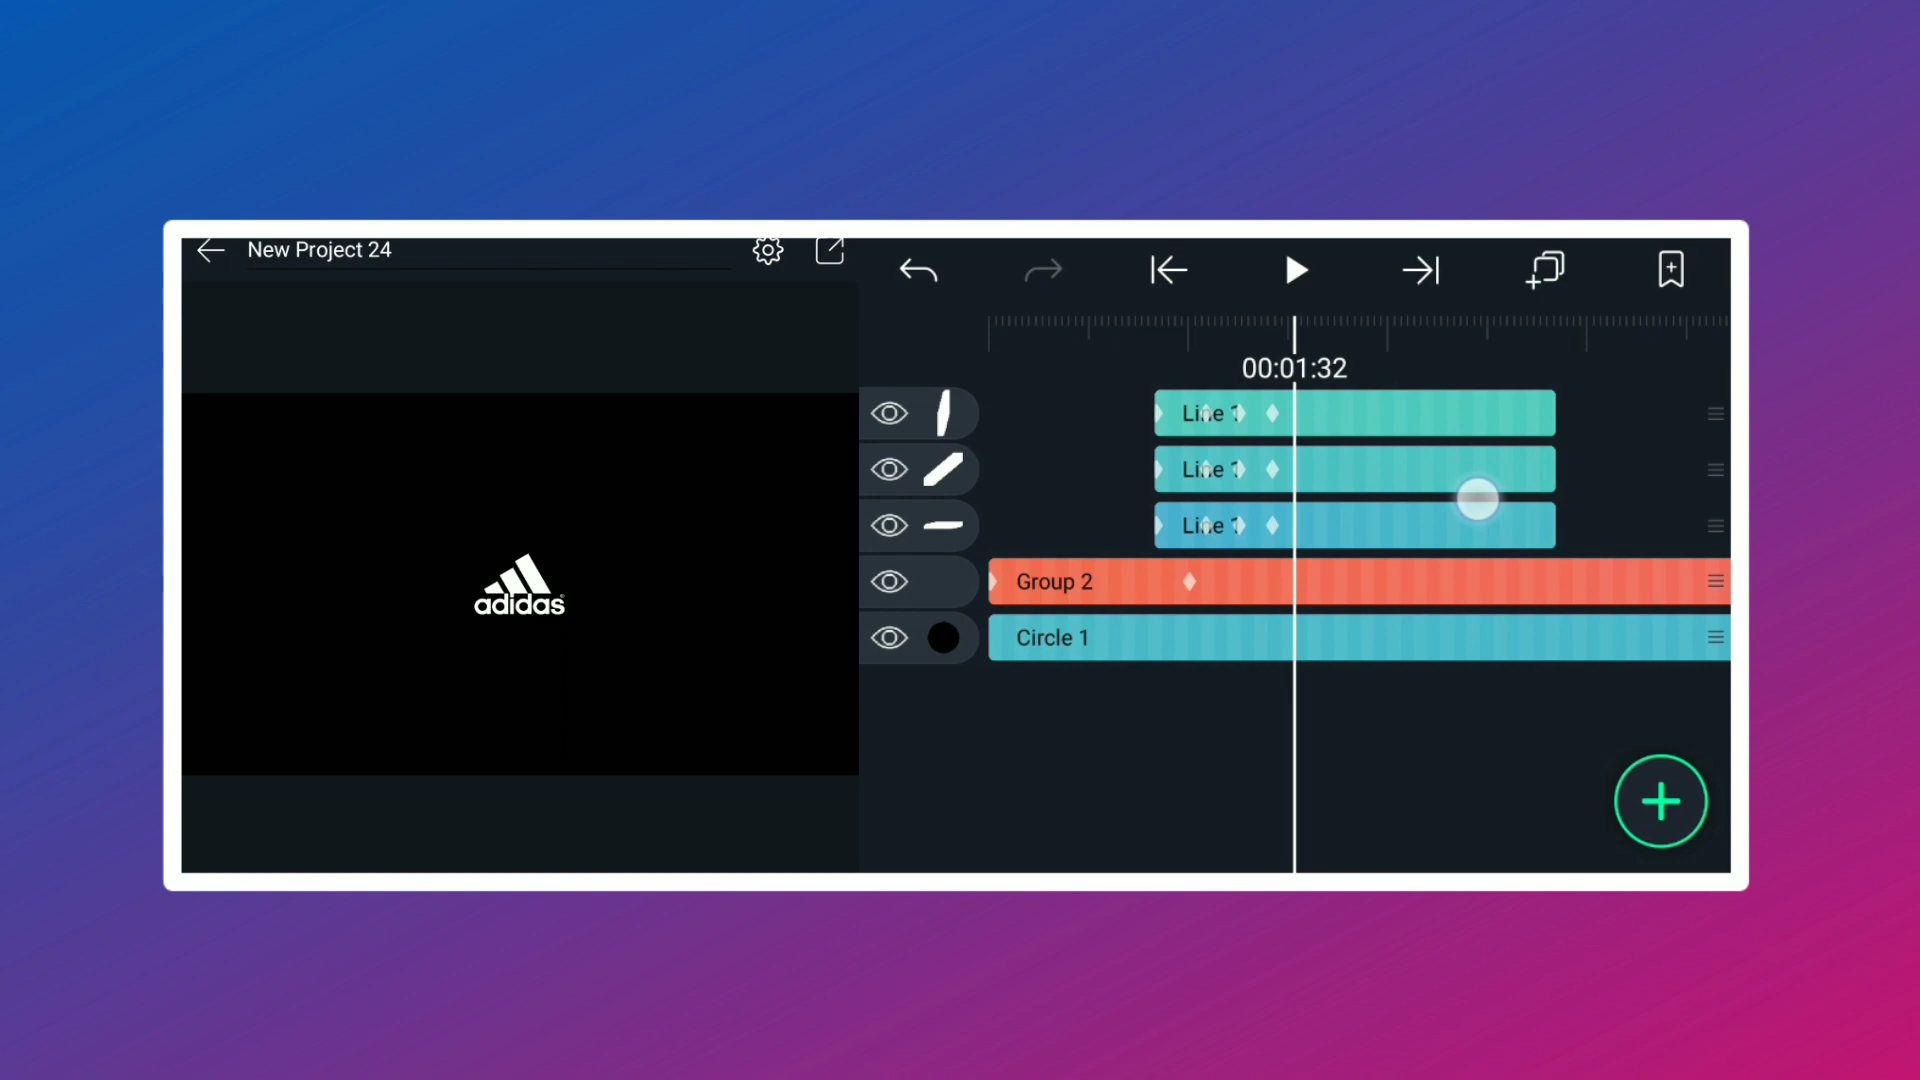 New Project 24
adidas
00:01:32
Line 1
Line 1
Line 1
Group 2
Circle 1